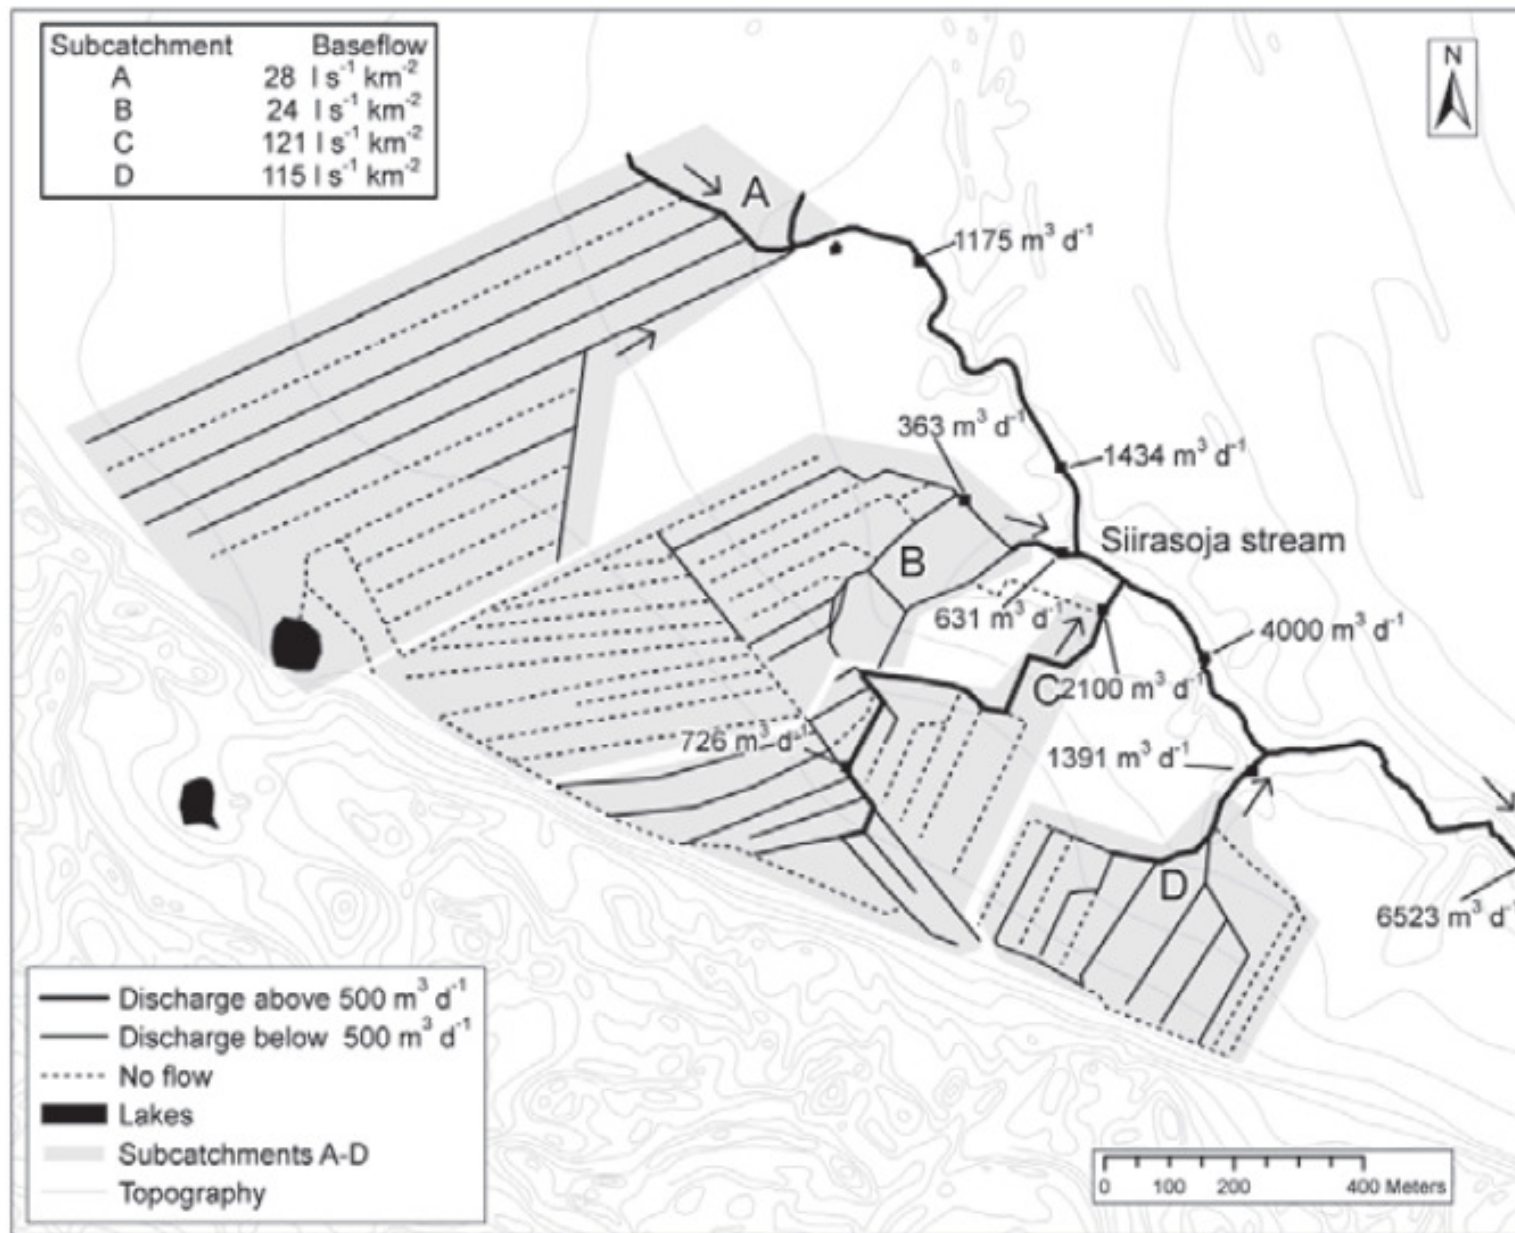 Subcatchment Baseflow
A 28 l s⁻¹ km⁻²
B 24 l s⁻¹ km⁻²
C 121 l s⁻¹ km⁻²
D 115 l s⁻¹ km⁻²
N
A
1175 m³ d⁻¹
363 m³ d⁻¹
1434 m³ d⁻¹
Siirasoja stream
B
631 m³ d⁻¹
4000 m³ d⁻¹
C
2100 m³ d⁻¹
726 m³ d⁻¹
1391 m³ d⁻¹
D
6523 m³ d⁻¹
Discharge above 500 m³ d⁻¹
Discharge below 500 m³ d⁻¹
No flow
Lakes
Subcatchments A-D
Topography
0 100 200 400 Meters